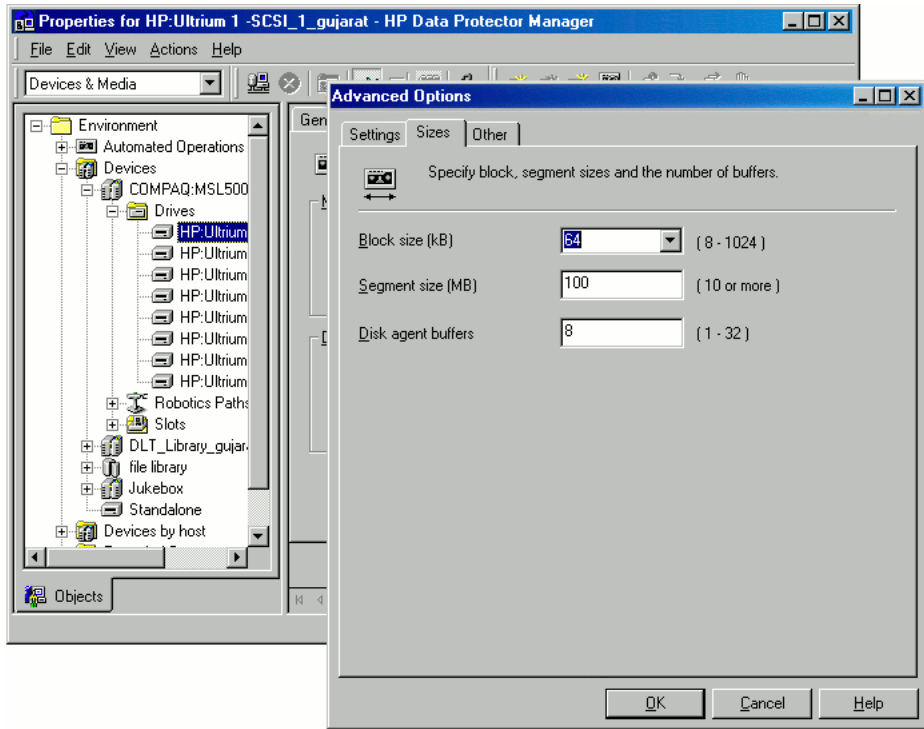 Properties for HP:Ultrium 1 -SCSI_1_gujarat - HP Data Protector Manager
File Edit View Actions Help
Devices & Media
Environment
Automated Operations
Devices
COMPAQ:MSL500
Drives
HP:Ultrium
HP:Ultrium
HP:Ultrium
HP:Ultrium
HP:Ultrium
HP:Ultrium
HP:Ultrium
HP:Ultrium
Robotics Paths
Slots
DLT_Library_gujar
file library
Jukebox
Standalone
Devices by host
Objects
Gen
Advanced Options
Settings Sizes Other
Specify block, segment sizes and the number of buffers.
Block size (kB) 64 ( 8 - 1024 )
Segment size (MB) 100 ( 10 or more )
Disk agent buffers 8 ( 1 - 32 )
OK Cancel Help